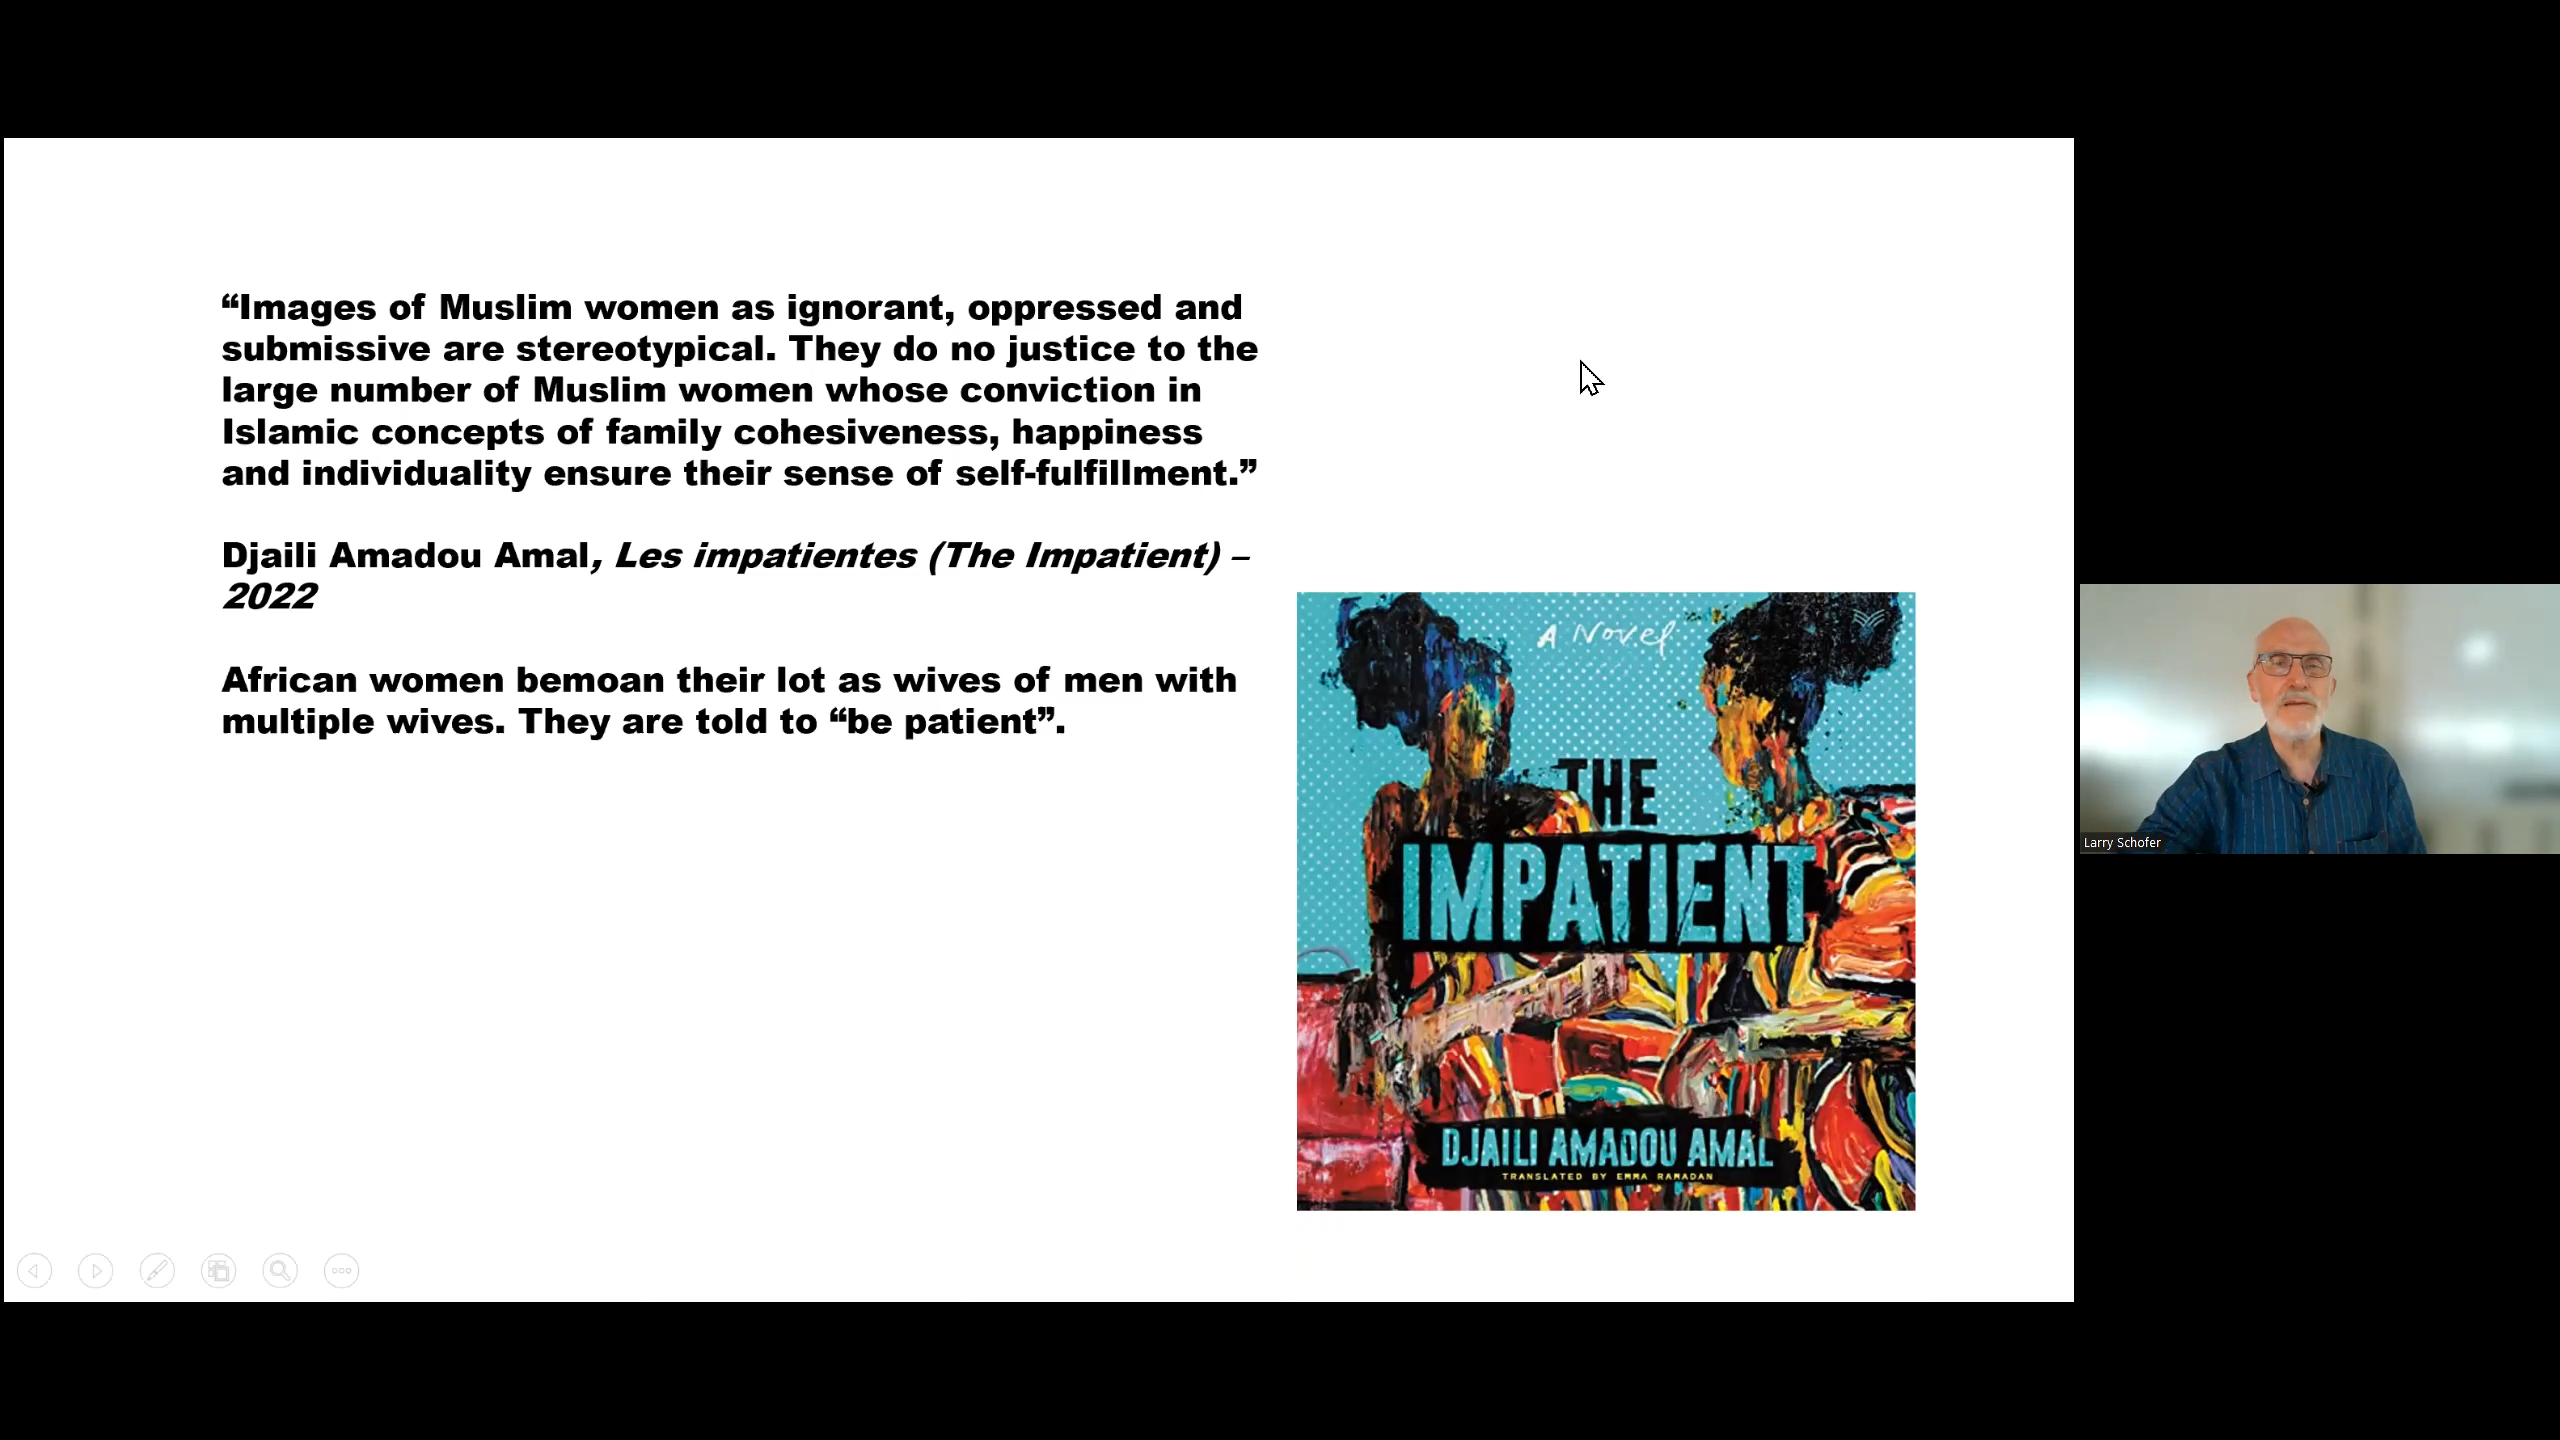 “Images of Muslim women as ignorant, oppressed and
submissive are stereotypical. They do no justice to the
large number of Muslim women whose conviction in
Islamic concepts of family cohesiveness, happiness
and individuality ensure their sense of self-fulfillment.”
Djaili Amadou Amal, Les impatientes (The Impatient) –
2022
African women bemoan their lot as wives of men with
multiple wives. They are told to “be patient”.
A Novel
THE
IMPATIENT
DJAILI AMADOU AMAL
TRANSLATED BY EMMA RAMADAN
Larry Schofer